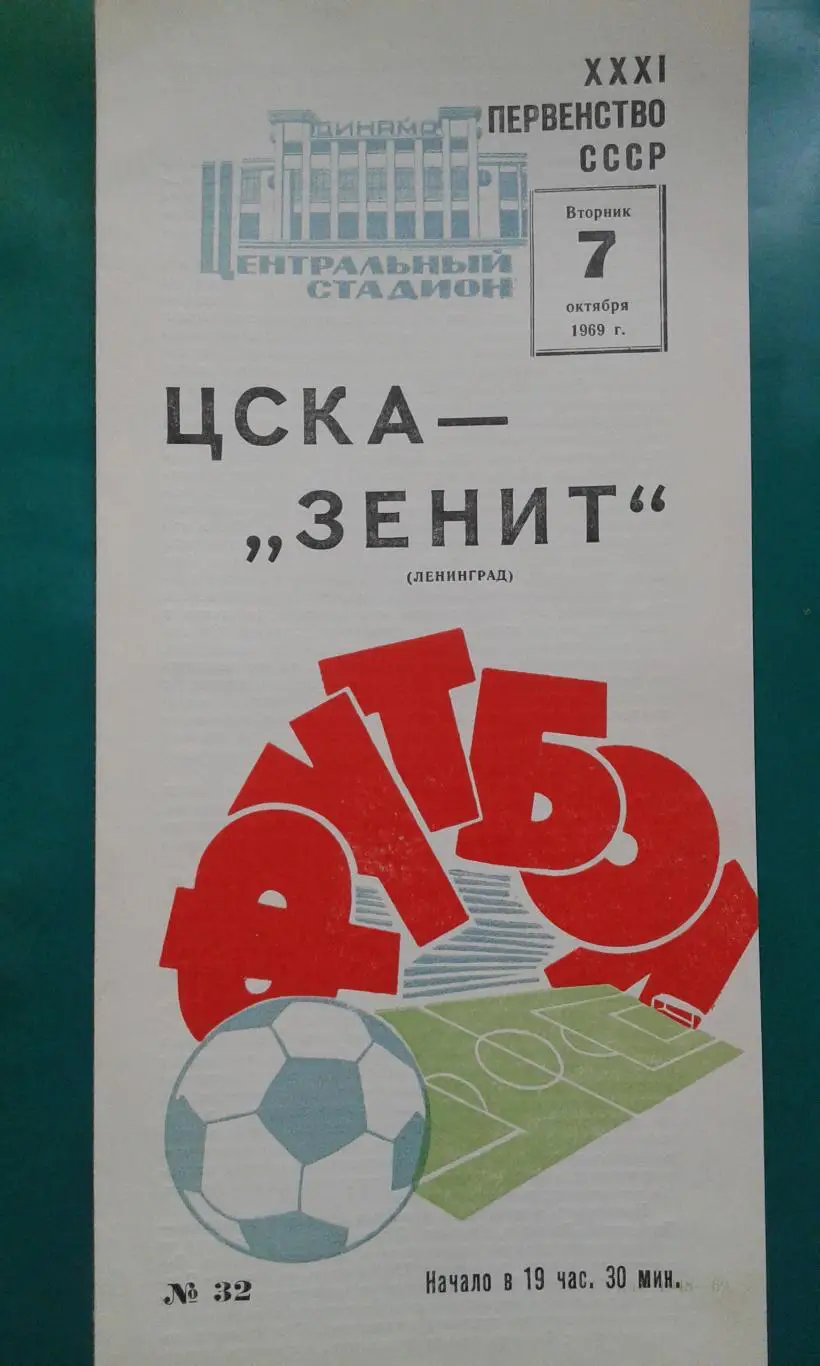 XXXI
ПЕРВЕНСТВО
СССР
ДИНАМО
ЦЕНТРАЛЬНЫЙ
СТАДИОН
Вторник
7
октября
1969 г.
ЦСКА—
„ЗЕНИТ“
(ЛЕНИНГРАД)
ФУТБОЛ
№ 32
Начало в 19 час. 30 мин.